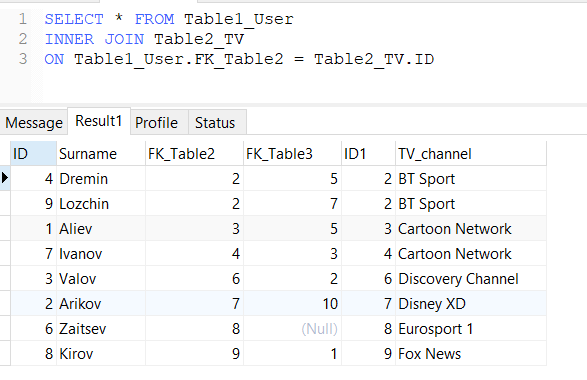 1 SELECT * FROM Table1_User
2 INNER JOIN Table2_TV
3 ON Table1_User.FK_Table2 = Table2_TV.ID
Message Result1 Profile Status
ID Surname FK_Table2 FK_Table3 ID1 TV_channel
4 Dremin 2 5 2 BT Sport
9 Lozchin 2 7 2 BT Sport
1 Aliev 3 5 3 Cartoon Network
7 Ivanov 4 3 4 Cartoon Network
3 Valov 6 2 6 Discovery Channel
2 Arikov 7 10 7 Disney XD
6 Zaitsev 8 (Null) 8 Eurosport 1
8 Kirov 9 1 9 Fox News